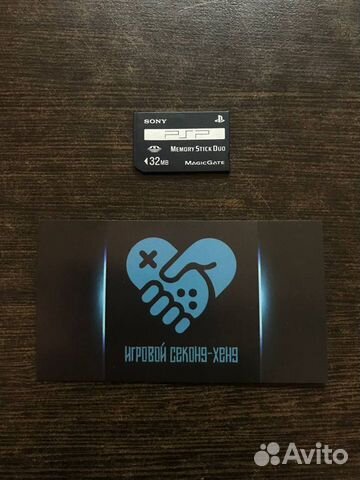 SONY
PSP
MEMORY STICK DUO
32MB
MAGICGATE
ИГРОВОЙ СЕКОНД-ХЕНД
Avito